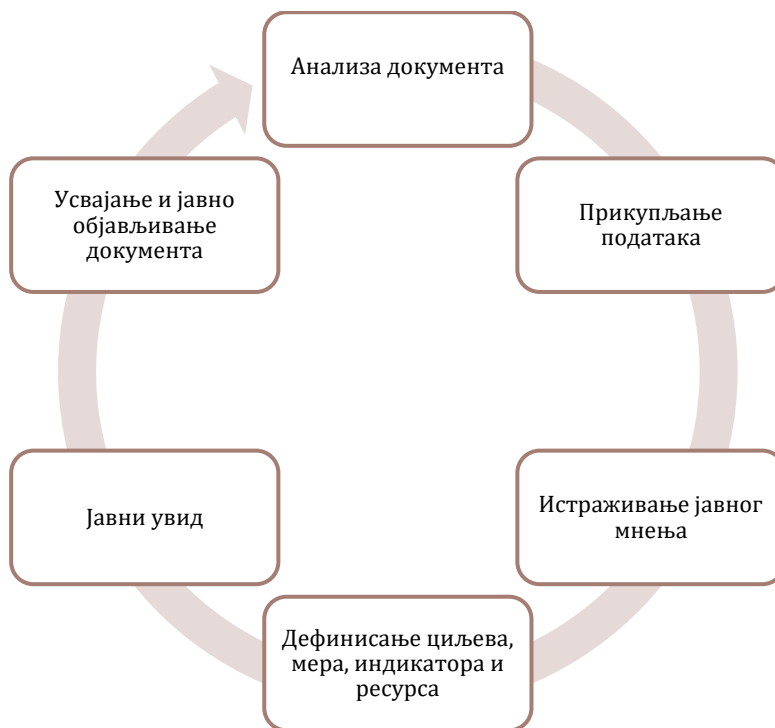 Анализа документа
Прикупљање
података
Истраживање јавног
мнења
Дефинисање циљева,
мера, индикатора и
ресурса
Јавни увид
Усвајање и јавно
објављивање
документа